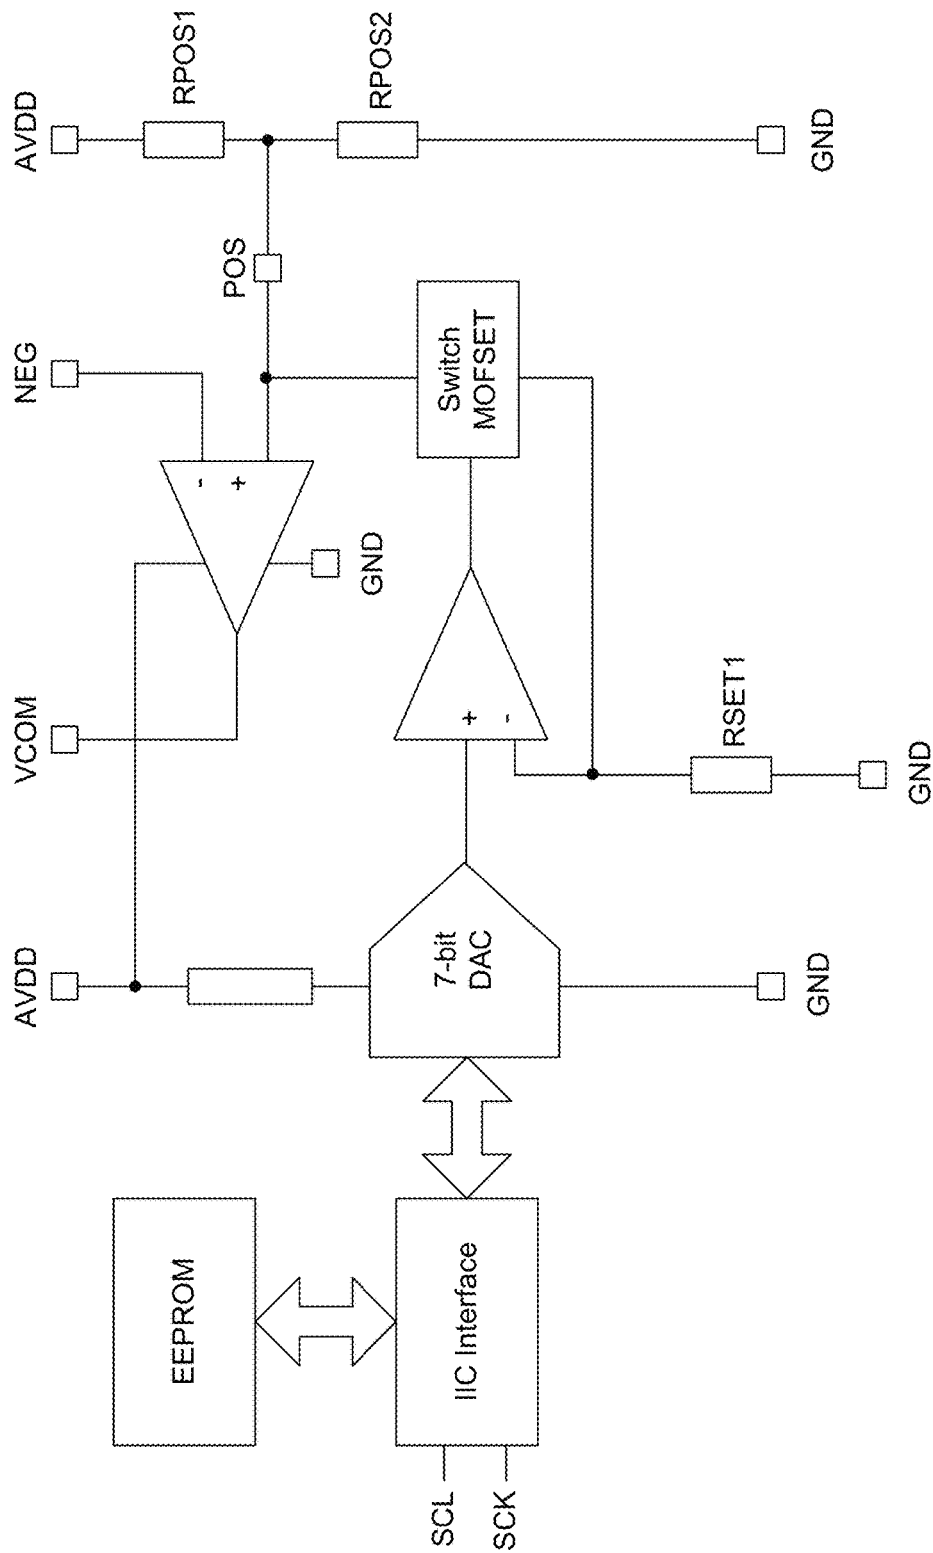 AVDD
VCOM
NEG
AVDD
RPOS1
POS
RPOS2
-
+
GND
EEPROM
7-bit
DAC
+
-
Switch
MOFSET
SCL
SCK
IIC Interface
RSET1
GND
GND
GND